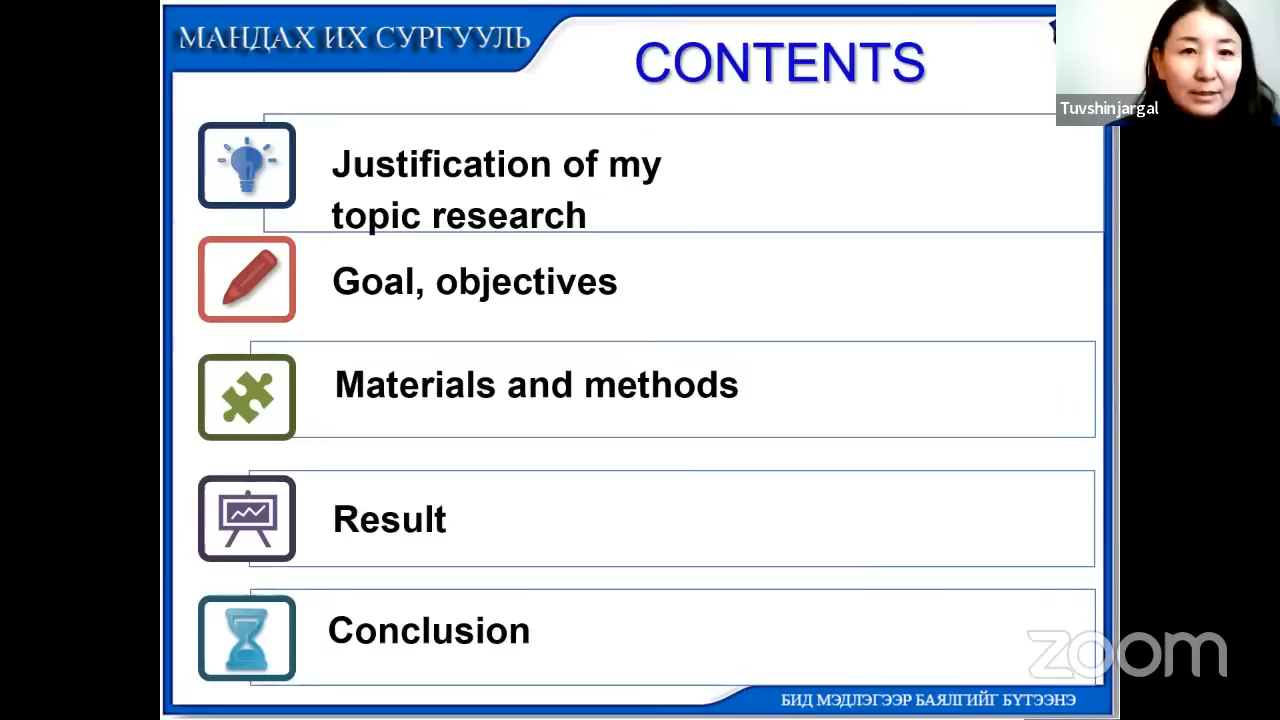 МАНДАХ ИХ СУРГУУЛЬ
CONTENTS
Tuvshinjargal
Justification of my
topic research
Goal, objectives
Materials and methods
Result
Conclusion
zoom
БИД МЭДЛЭГЭЭР БАЯЛГИЙГ БҮТЭЭНЭ